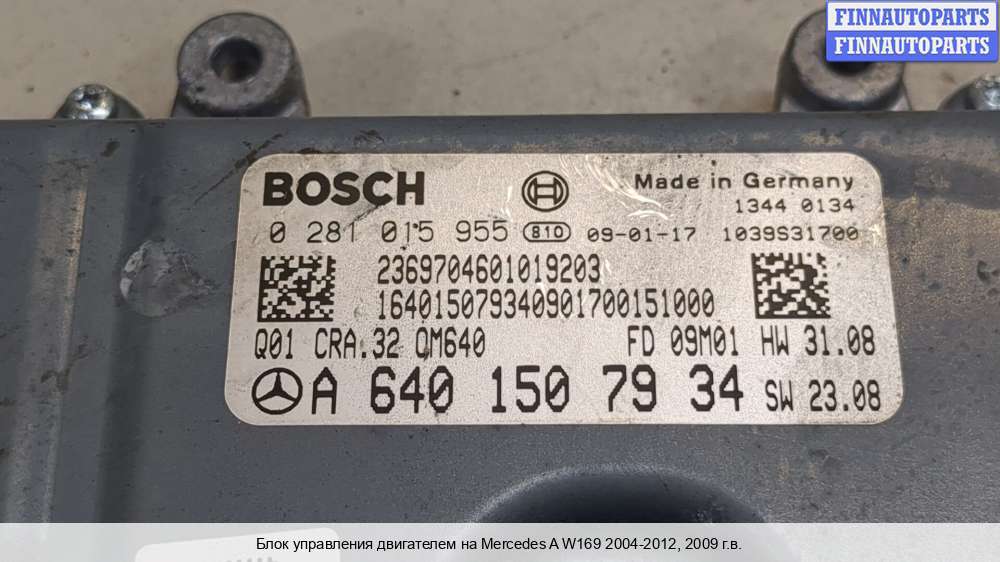 FINNAUTOPARTS
FINNAUTOPARTS
BOSCH Made in Germany
1344 0134
0 281 015 955 810 09-01-17 1039S31700
2369704601019203
16401507934090170015​1000
Q01 CRA.32 QM640 FD 09M01 HW 31.08
A 640 150 79 34 SW 23.08
Блок управления двигателем на Mercedes A W169 2004-2012, 2009 г.в.